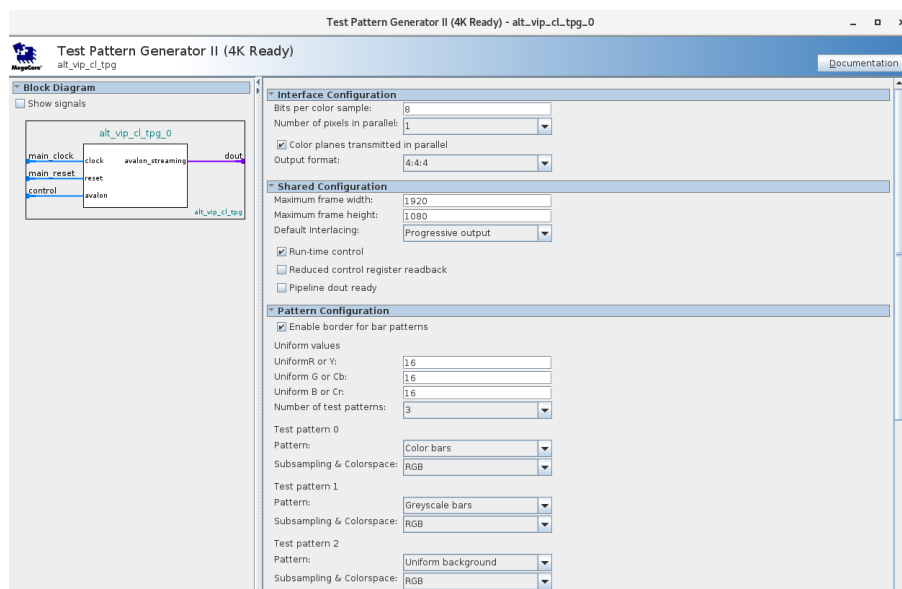 Test Pattern Generator II (4K Ready) - alt_vip_cl_tpg_0
Test Pattern Generator II (4K Ready)
alt_vip_cl_tpg
MegaCore'
Documentation
Block Diagram
Show signals
alt_vip_cl_tpg_0
main_clock clock avalon_streaming dout
main_reset reset
control avalon
alt_vip_cl_tpg
Interface Configuration
Bits per color sample: 8
Number of pixels in parallel: 1
Color planes transmitted in parallel
Output format: 4:4:4
Shared Configuration
Maximum frame width: 1920
Maximum frame height: 1080
Default Interlacing: Progressive output
Run-time control
Reduced control register readback
Pipeline dout ready
Pattern Configuration
Enable border for bar patterns
Uniform values
UniformR or Y: 16
Uniform G or Cb: 16
Uniform B or Cr: 16
Number of test patterns: 3
Test pattern 0
Pattern: Color bars
Subsampling & Colorspace: RGB
Test pattern 1
Pattern: Greyscale bars
Subsampling & Colorspace: RGB
Test pattern 2
Pattern: Uniform background
Subsampling & Colorspace: RGB